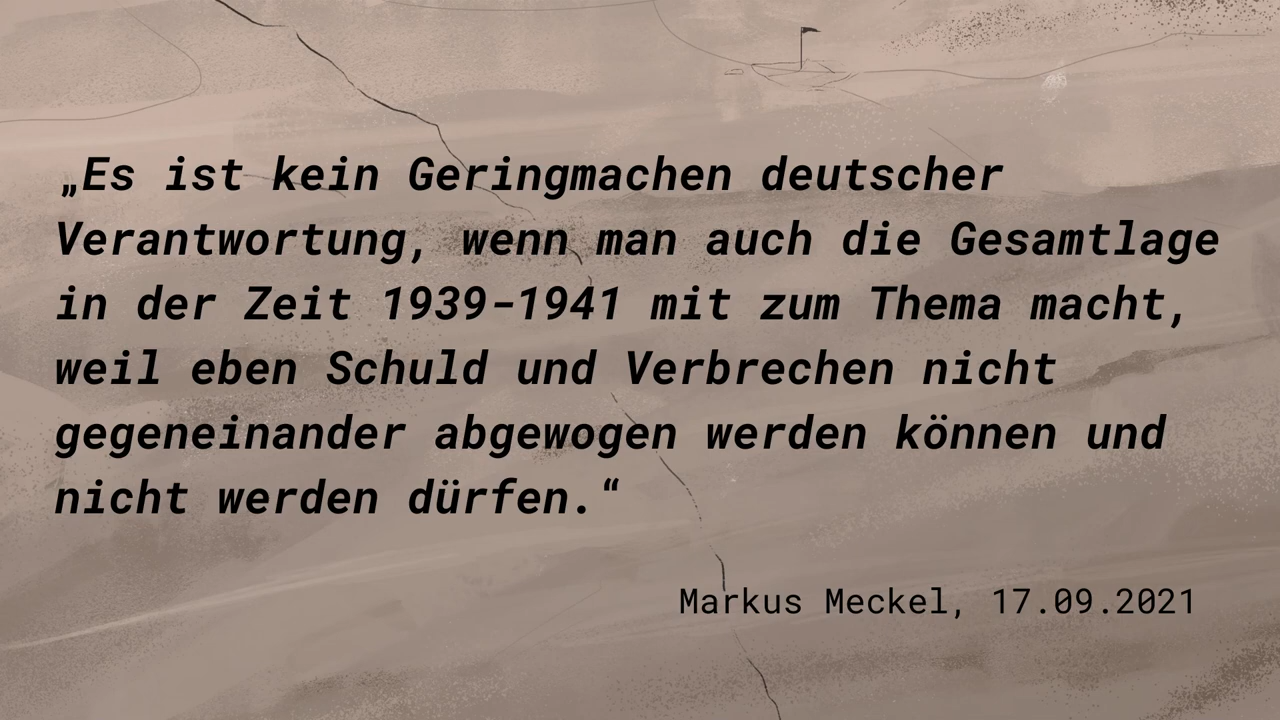 „Es ist kein Geringmachen deutscher
Verantwortung, wenn man auch die Gesamtlage
in der Zeit 1939–1941 mit zum Thema macht,
weil eben Schuld und Verbrechen nicht
gegeneinander abgewogen werden können und
nicht werden dürfen.“
Markus Meckel, 17.09.2021